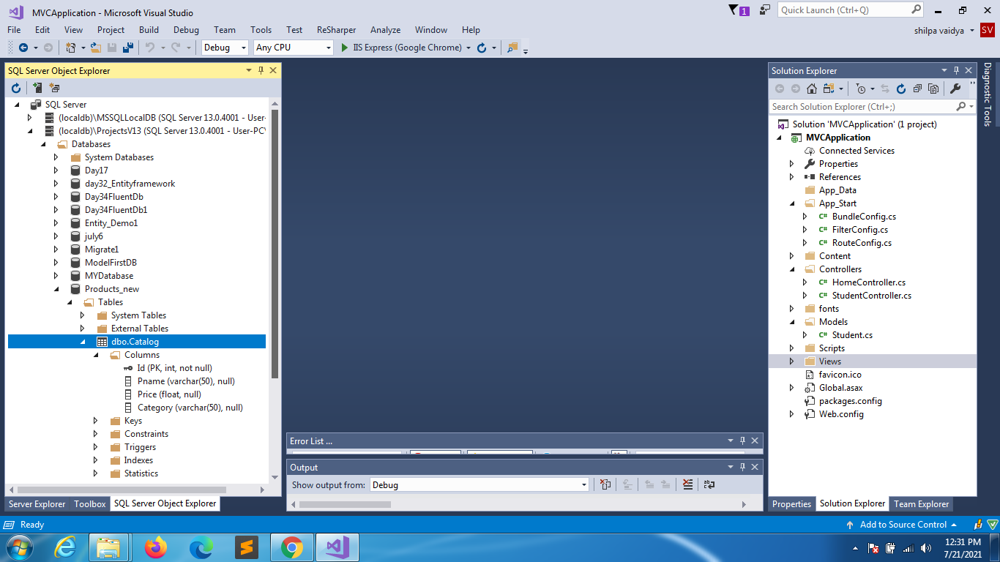 MVCApplication - Microsoft Visual Studio
1
Quick Launch (Ctrl+Q)
File Edit View Project Build Debug Team Tools Test ReSharper Analyze Window Help
shilpa vaidya
SV
Debug
Any CPU
IIS Express (Google Chrome)
SQL Server Object Explorer
SQL Server
(localdb)\MSSQLLocalDB (SQL Server 13.0.4001 - User-
(localdb)\ProjectsV13 (SQL Server 13.0.4001 - User-PC\
Databases
System Databases
Day17
day32_Entityframework
Day34FluentDb
Day34FluentDb1
Entity_Demo1
july6
Migrate1
ModelFirstDB
MYDatabase
Products_new
Tables
System Tables
External Tables
dbo.Catalog
Columns
Id (PK, int, not null)
Pname (varchar(50), null)
Price (float, null)
Category (varchar(50), null)
Keys
Constraints
Triggers
Indexes
Statistics
Server Explorer Toolbox SQL Server Object Explorer
Error List ...
Output
Show output from: Debug
Solution Explorer
Search Solution Explorer (Ctrl+;)
Solution 'MVCApplication' (1 project)
MVCApplication
Connected Services
Properties
References
App_Data
App_Start
C# BundleConfig.cs
C# FilterConfig.cs
C# RouteConfig.cs
Content
Controllers
C# HomeController.cs
C# StudentController.cs
fonts
Models
C# Student.cs
Scripts
Views
favicon.ico
Global.asax
packages.config
Web.config
Properties Solution Explorer Team Explorer
Diagnostic Tools
Ready
Add to Source Control
12:31 PM
7/21/2021